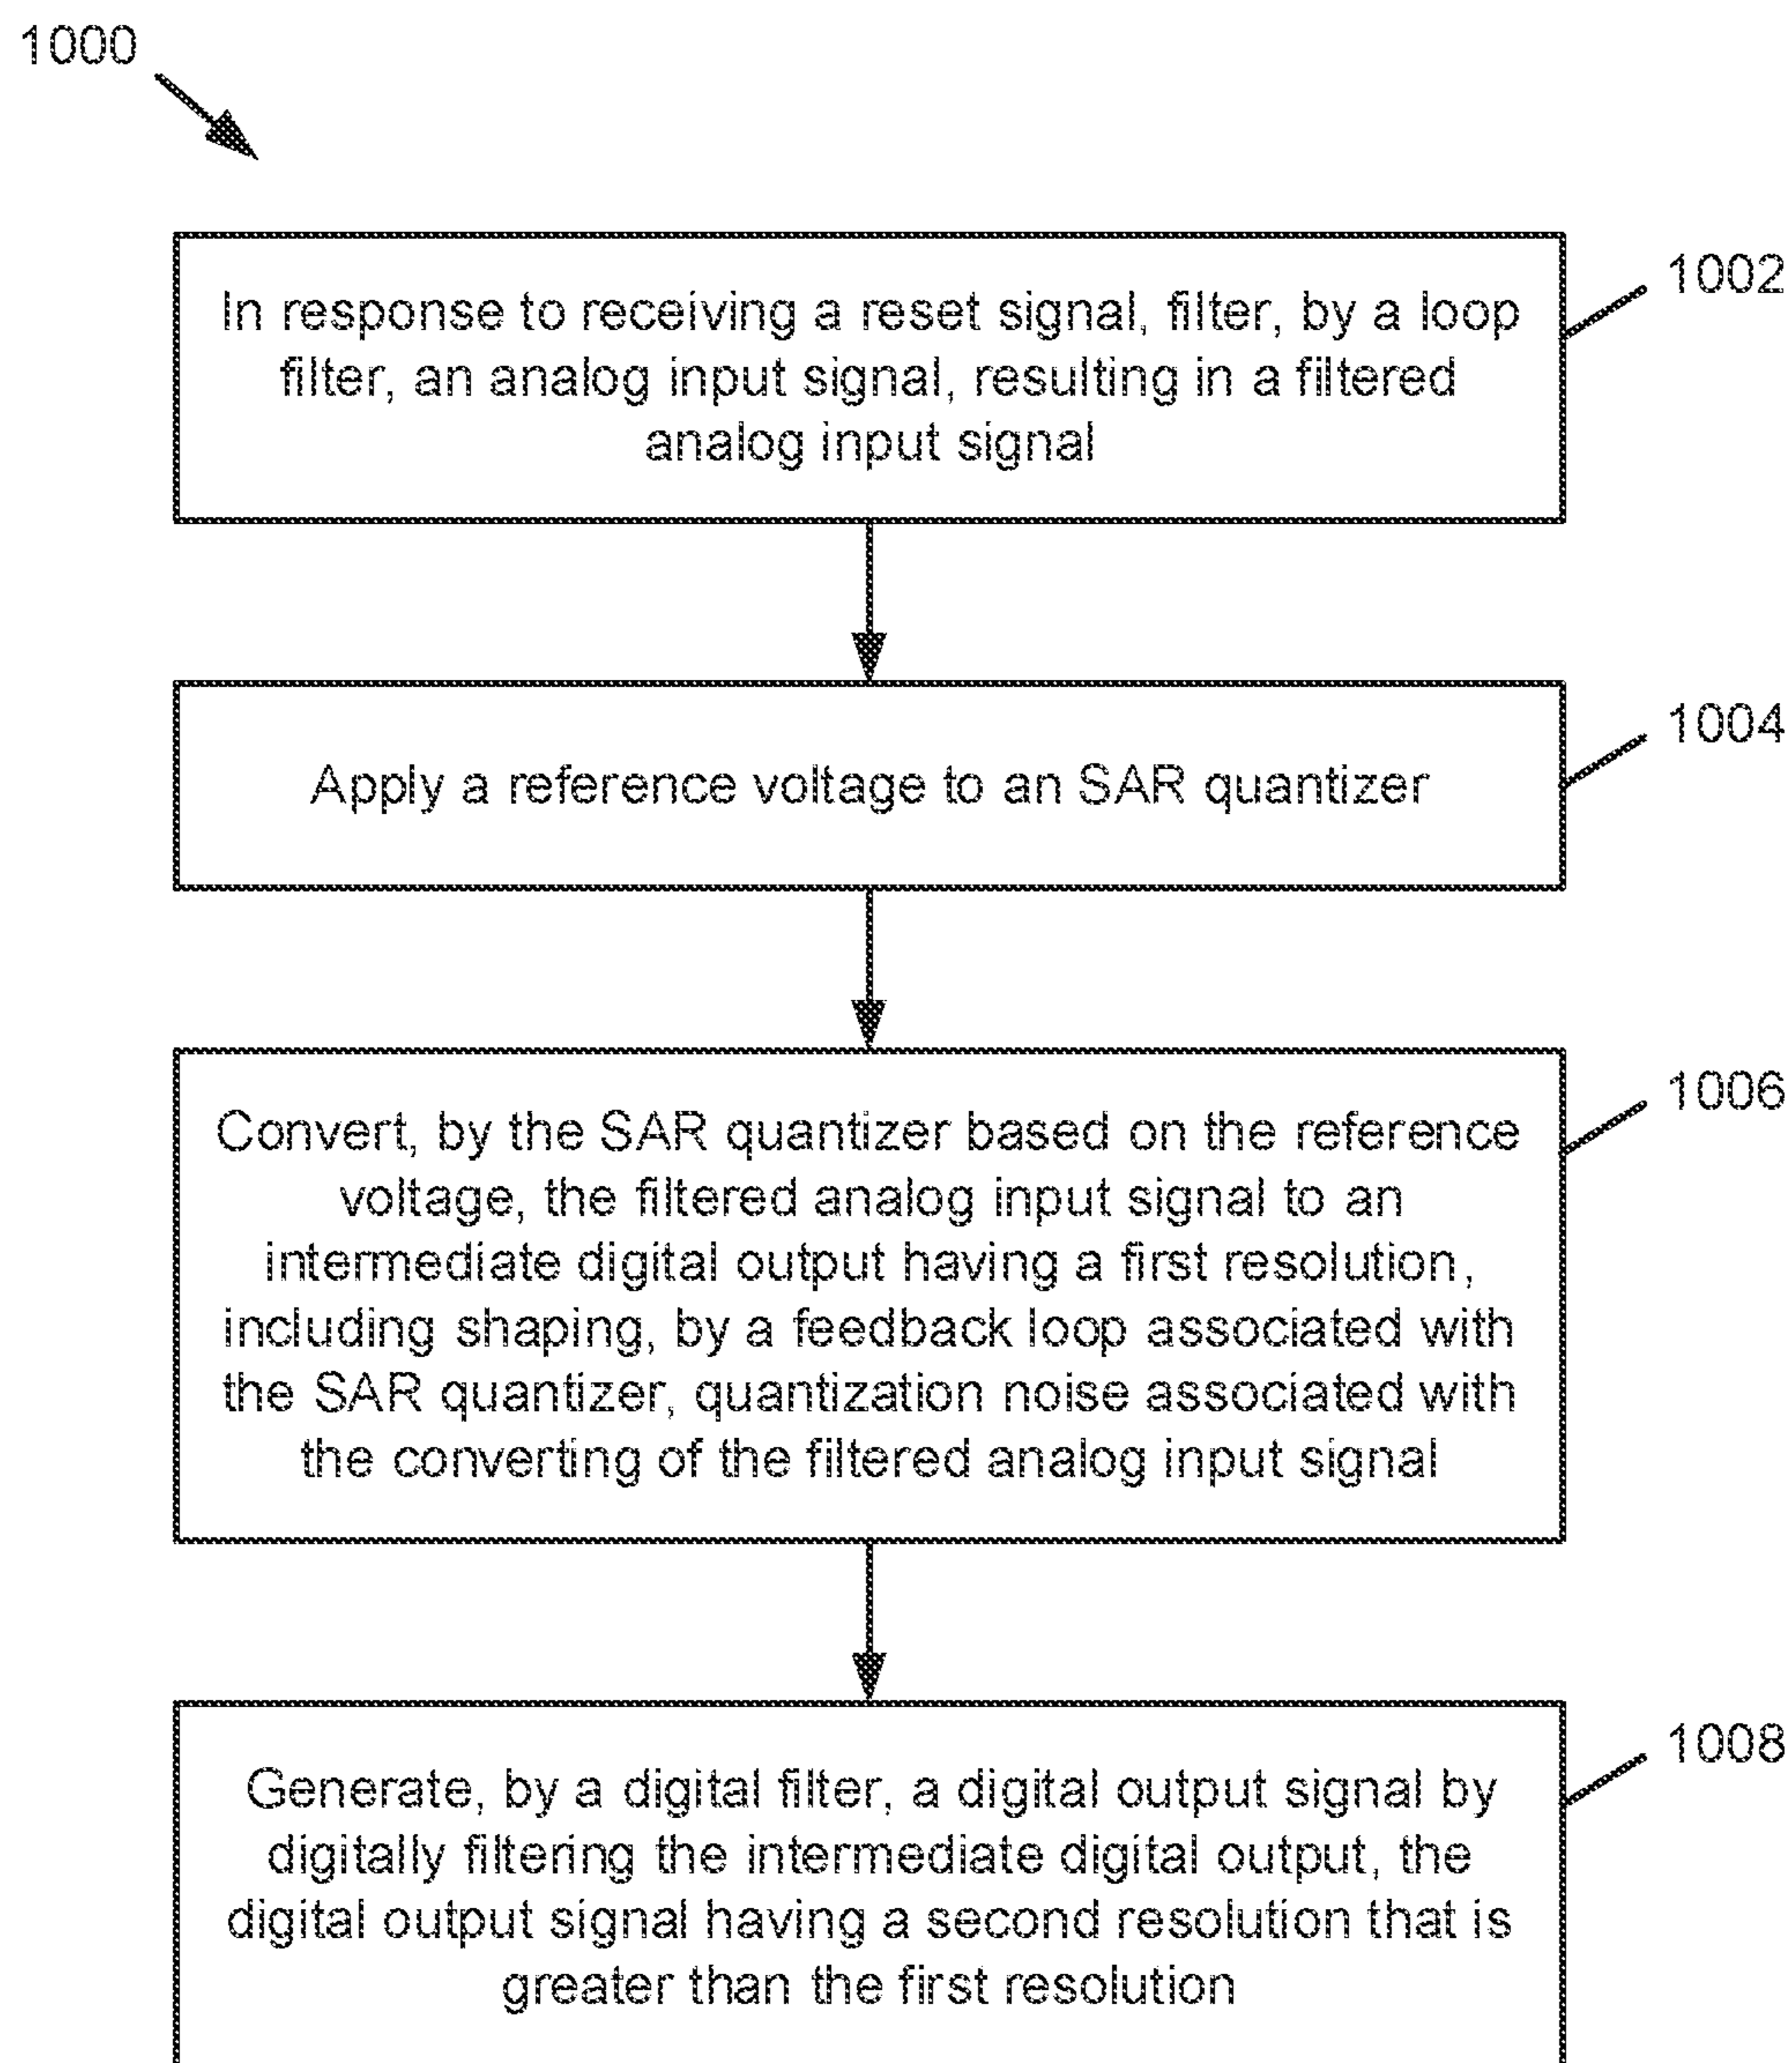 1000
1002
In response to receiving a reset signal, filter, by a loop
filter, an analog input signal, resulting in a filtered
analog input signal
1004
Apply a reference voltage to an SAR quantizer
1006
Convert, by the SAR quantizer based on the reference
voltage, the filtered analog input signal to an
intermediate digital output having a first resolution,
including shaping, by a feedback loop associated with
the SAR quantizer, quantization noise associated with
the converting of the filtered analog input signal
1008
Generate, by a digital filter, a digital output signal by
digitally filtering the intermediate digital output, the
digital output signal having a second resolution that is
greater than the first resolution